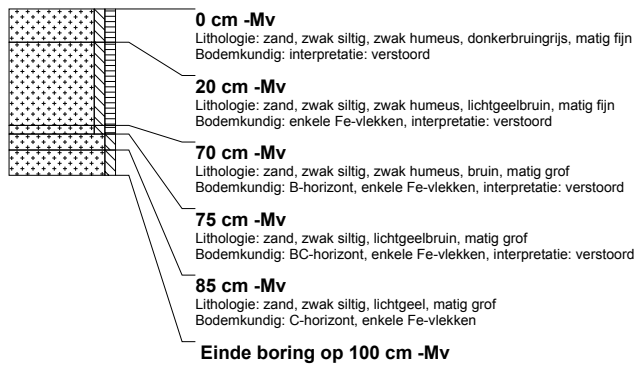 0 cm -Mv
Lithologie: zand, zwak siltig, zwak humeus, donkerbruingrijs, matig fijn
Bodemkundig: interpretatie: verstoord
20 cm -Mv
Lithologie: zand, zwak siltig, zwak humeus, lichtgeelbruin, matig fijn
Bodemkundig: enkele Fe-vlekken, interpretatie: verstoord
70 cm -Mv
Lithologie: zand, zwak siltig, zwak humeus, bruin, matig grof
Bodemkundig: B-horizont, enkele Fe-vlekken, interpretatie: verstoord
75 cm -Mv
Lithologie: zand, zwak siltig, lichtgeelbruin, matig grof
Bodemkundig: BC-horizont, enkele Fe-vlekken, interpretatie: verstoord
85 cm -Mv
Lithologie: zand, zwak siltig, lichtgeel, matig grof
Bodemkundig: C-horizont, enkele Fe-vlekken
Einde boring op 100 cm -Mv